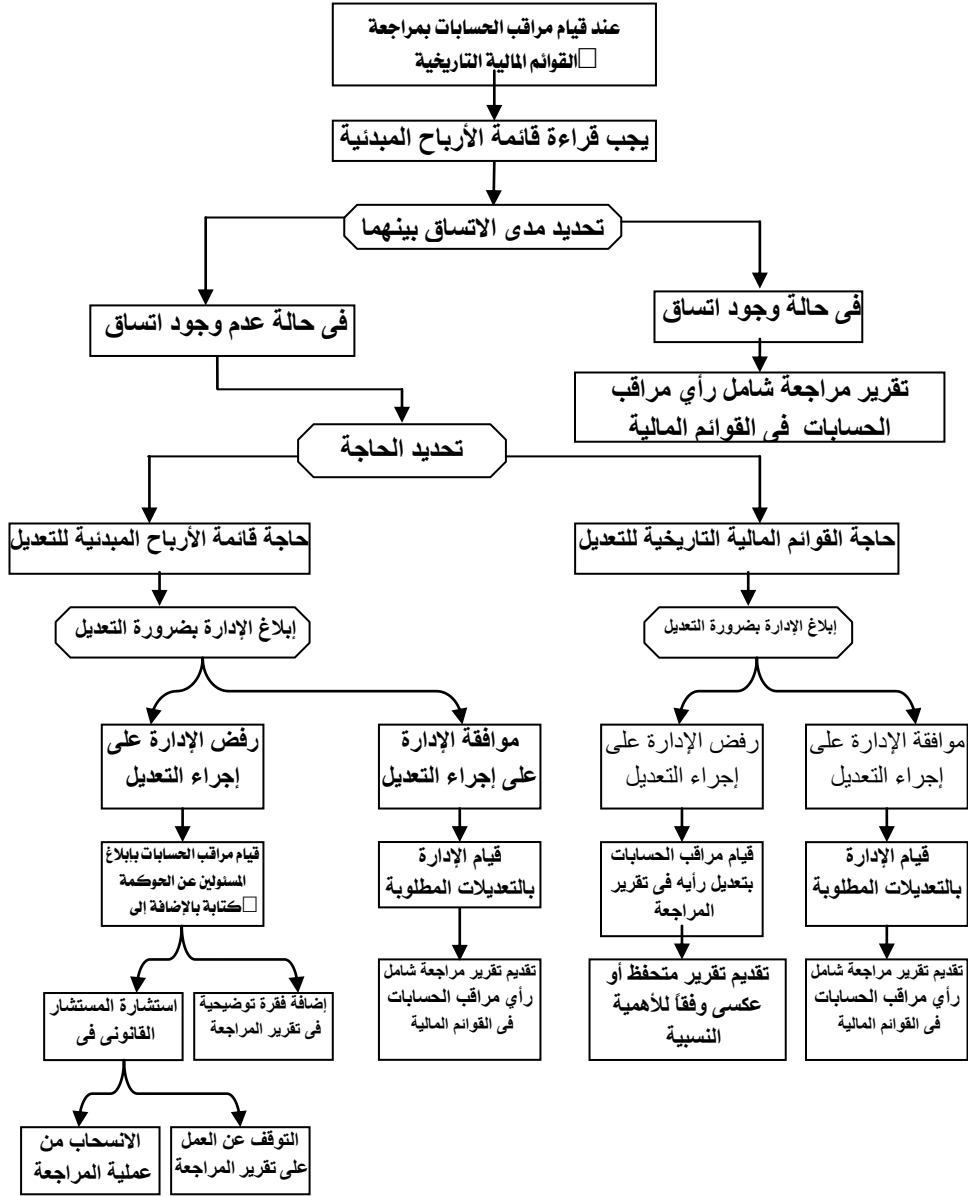 عند قيام مراقب الحسابات بمراجعة
القوائم المالية التاريخية
يجب قراءة قائمة الأرباح المبدئية
تحديد مدى الاتساق بينهما
فى حالة وجود اتساق
فى حالة عدم وجود اتساق
تقرير مراجعة شامل رأي مراقب
الحسابات فى القوائم المالية
تحديد الحاجة
حاجة القوائم المالية التاريخية للتعديل
حاجة قائمة الأرباح المبدئية للتعديل
إبلاغ الإدارة بضرورة التعديل
إبلاغ الإدارة بضرورة التعديل
موافقة الإدارة على
إجراء التعديل
رفض الإدارة على
إجراء التعديل
موافقة الإدارة
على إجراء التعديل
رفض الإدارة على
إجراء التعديل
قيام الإدارة
بالتعديلات المطلوبة
قيام مراقب الحسابات
بتعديل رأيه فى تقرير
المراجعة
قيام الإدارة
بالتعديلات المطلوبة
قيام مراقب الحسابات بإبلاغ
المسئولين عن الحوكمة
كتابة بالإضافة إلى
تقديم تقرير مراجعة شامل
رأي مراقب الحسابات
فى القوائم المالية
تقديم تقرير متحفظ أو
عكسى وفقاً للأهمية
النسبية
تقديم تقرير مراجعة شامل
رأي مراقب الحسابات
فى القوائم المالية
إضافة فقرة توضيحية
فى تقرير المراجعة
استشارة المستشار
القانونى فى
التوقف عن العمل
على تقرير المراجعة
الانسحاب من
عملية المراجعة